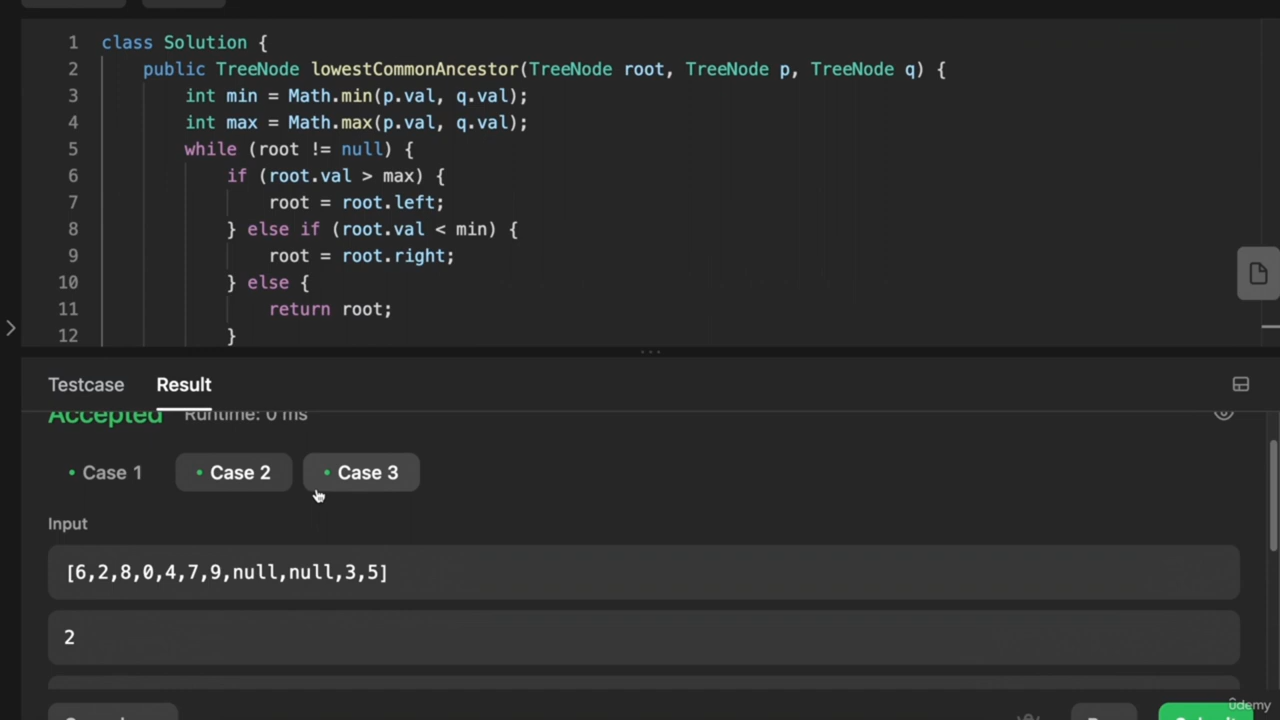 1 class Solution {
2 public TreeNode lowestCommonAncestor(TreeNode root, TreeNode p, TreeNode q) {
3 int min = Math.min(p.val, q.val);
4 int max = Math.max(p.val, q.val);
5 while (root != null) {
6 if (root.val > max) {
7 root = root.left;
8 } else if (root.val < min) {
9 root = root.right;
10 } else {
11 return root;
12 }
Testcase Result
Accepted Runtime: 0 ms
• Case 1 • Case 2 • Case 3
Input
[6,2,8,0,4,7,9,null,null,3,5]
2
Submit
ûdemy